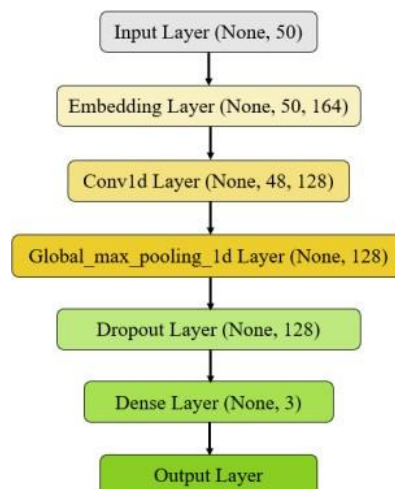 Input Layer (None, 50)
Embedding Layer (None, 50, 164)
Conv1d Layer (None, 48, 128)
Global_max_pooling_1d Layer (None, 128)
Dropout Layer (None, 128)
Dense Layer (None, 3)
Output Layer